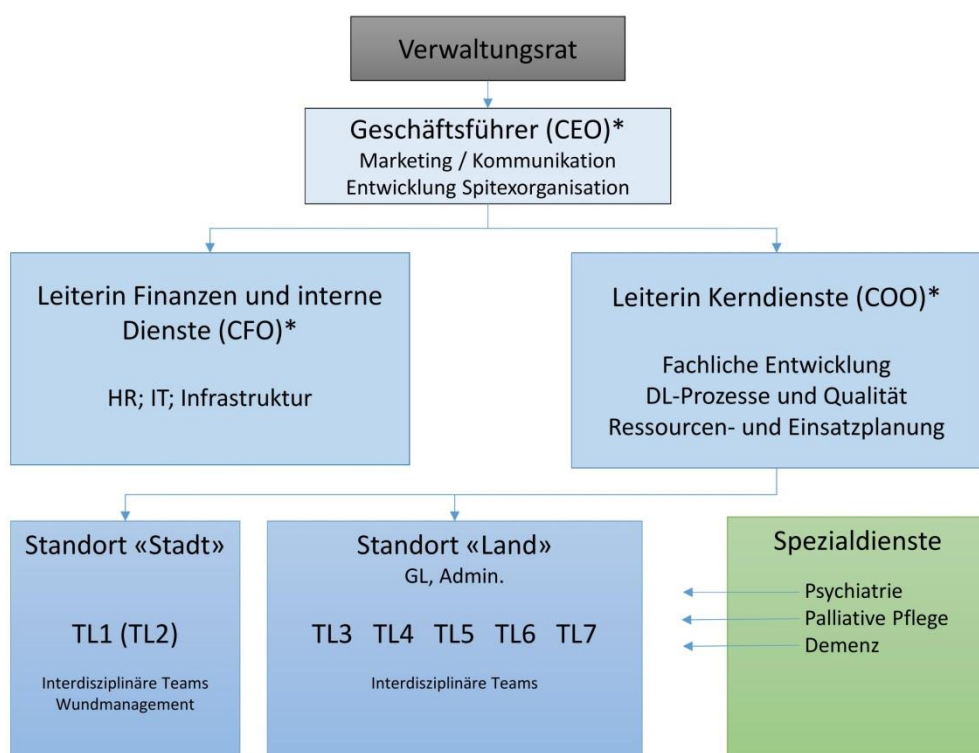 Verwaltungsrat
Geschäftsführer (CEO)*
Marketing / Kommunikation
Entwicklung Spitexorganisation
Leiterin Finanzen und interne
Dienste (CFO)*
HR; IT; Infrastruktur
Leiterin Kerndienste (COO)*
Fachliche Entwicklung
DL-Prozesse und Qualität
Ressourcen- und Einsatzplanung
Standort «Stadt»
TL1 (TL2)
Interdisziplinäre Teams
Wundmanagement
Standort «Land»
GL, Admin.
TL3 TL4 TL5 TL6 TL7
Interdisziplinäre Teams
Spezialdienste
Psychiatrie
Palliative Pflege
Demenz